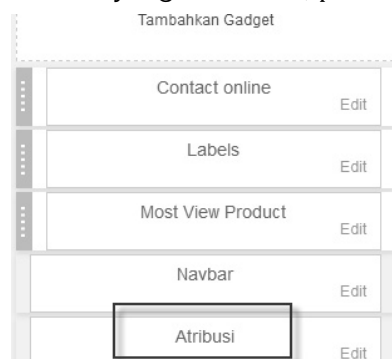 Tambahkan Gadget
Contact online
Edit
Labels
Edit
Most View Product
Edit
Navbar
Edit
Atribusi
Edit